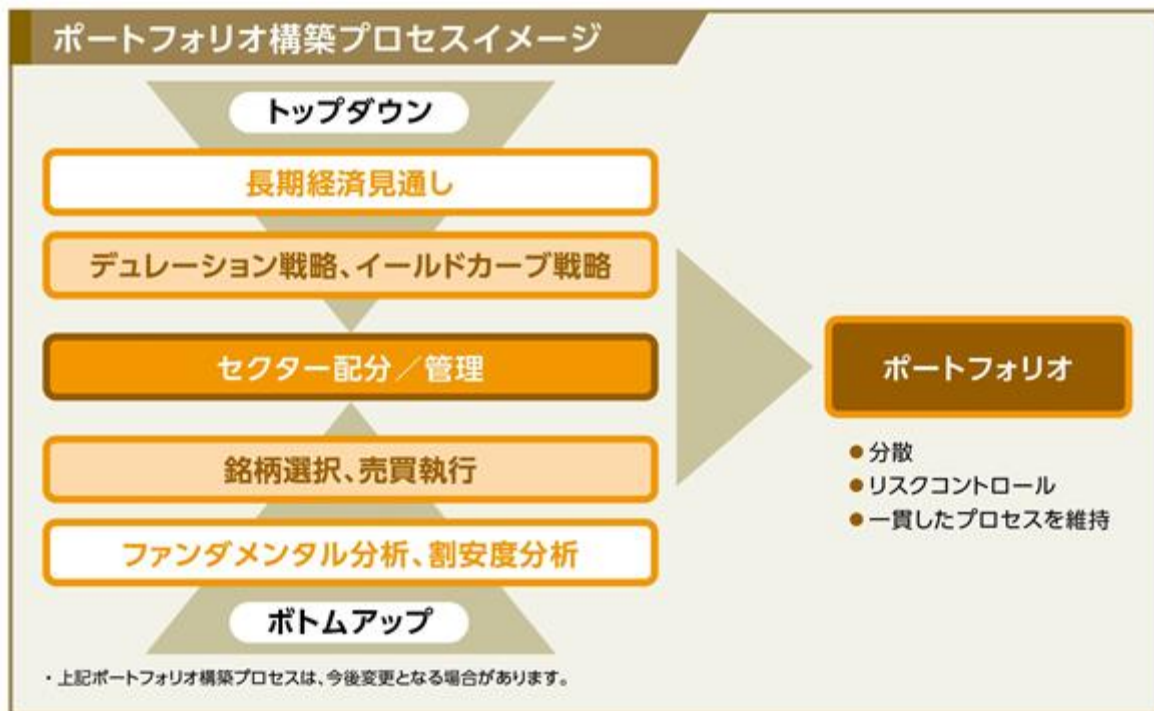 ポートフォリオ構築プロセスイメージ
トップダウン
長期経済見通し
デュレーション戦略、イールドカーブ戦略
セクター配分／管理
銘柄選択、売買執行
ファンダメンタル分析、割安度分析
ボトムアップ
ポートフォリオ
●分散
●リスクコントロール
●一貫したプロセスを維持
・上記ポートフォリオ構築プロセスは、今後変更となる場合があります。